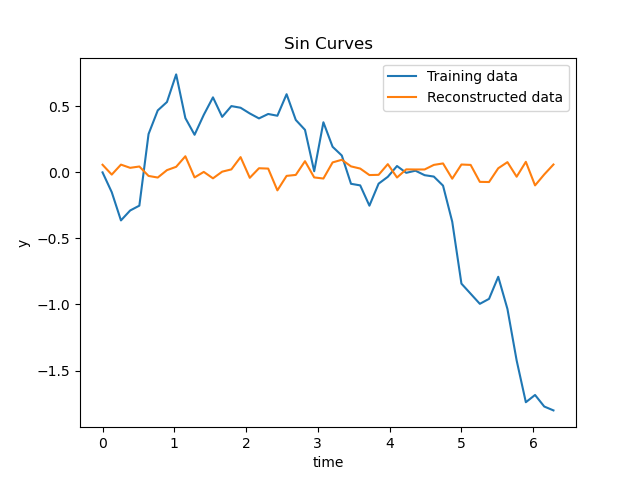 Sin Curves
Training data
Reconstructed data
0.5
0.0
−0.5
−1.0
−1.5
y
0 1 2 3 4 5 6
time